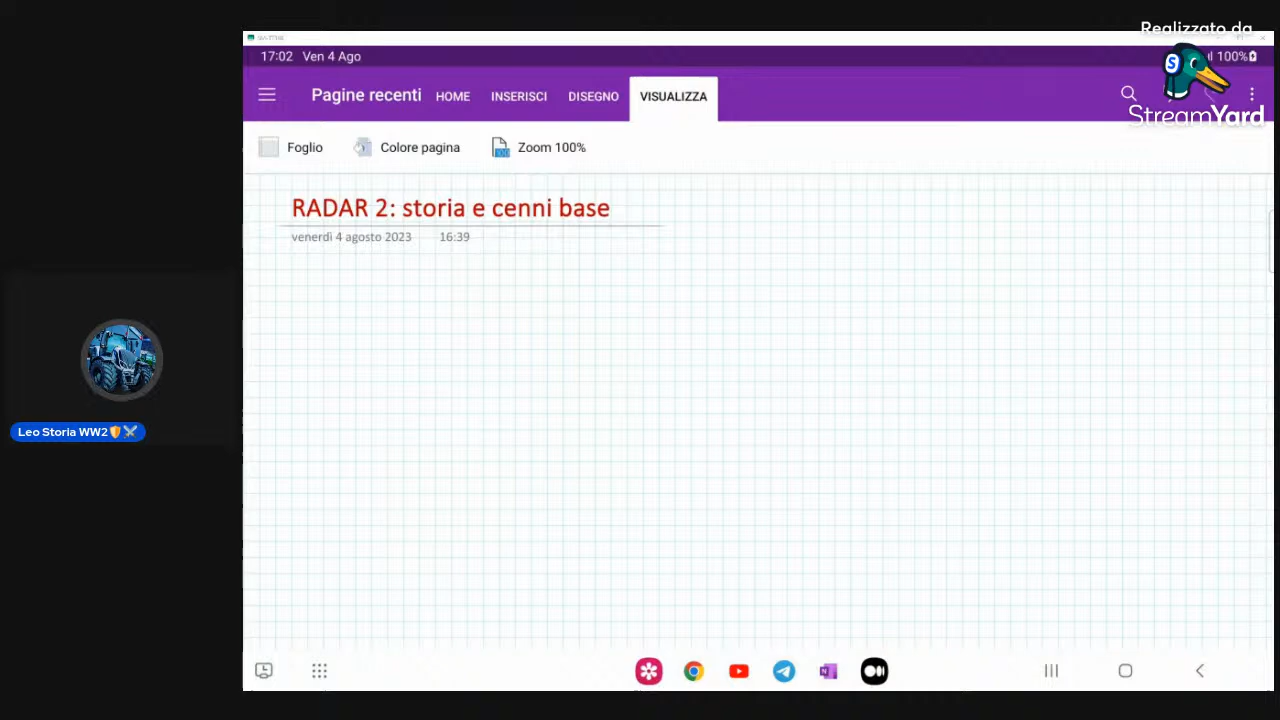 Realizzato da
StreamYard
17:02 Ven 4 Ago
100%
Pagine recenti HOME INSERISCI DISEGNO VISUALIZZA
Foglio Colore pagina Zoom 100%
RADAR 2: storia e cenni base
venerdì 4 agosto 2023 16:39
Leo Storia WW2🛡️⚔️